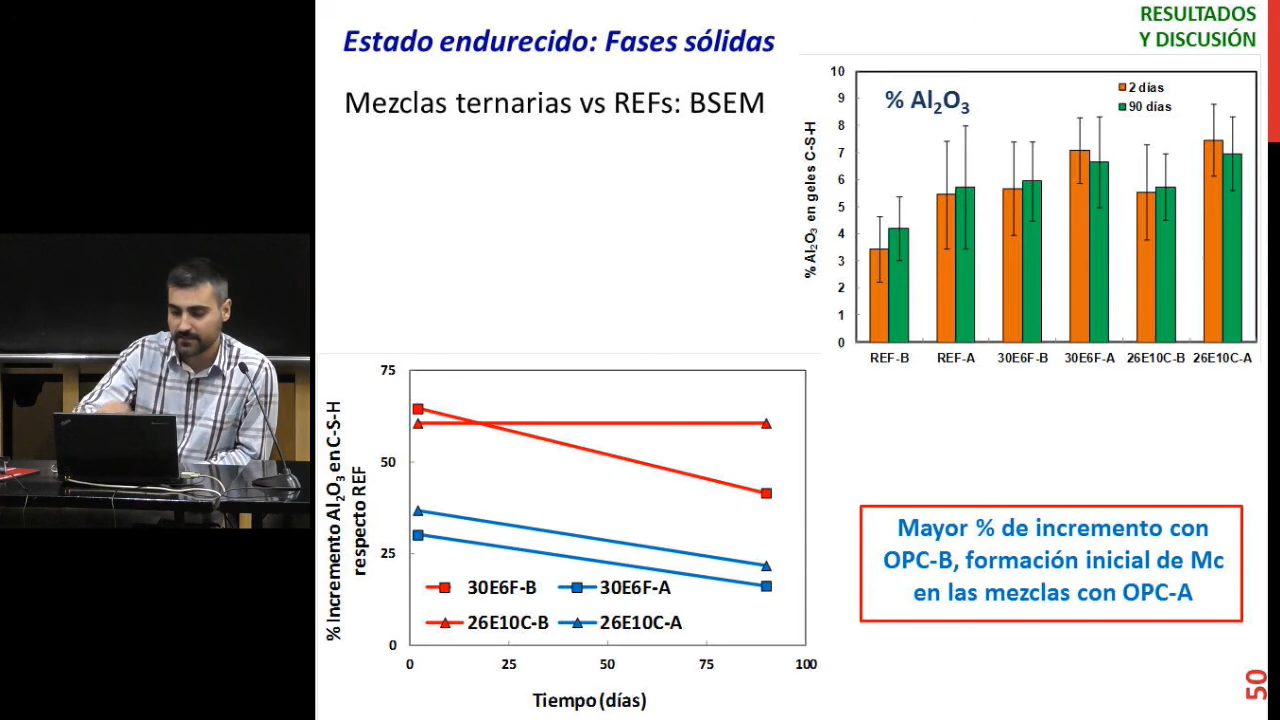 Estado endurecido: Fases sólidas
RESULTADOS
Y DISCUSIÓN
Mezclas ternarias vs REFs: BSEM
% Al₂O₃
2 días
90 días
% Al₂O₃ en geles C-S-H
10
9
8
7
6
5
4
3
2
1
0
REF-B REF-A 30E6F-B 30E6F-A 26E10C-B 26E10C-A
% Incremento Al₂O₃ en C-S-H
respecto REF
75
50
25
0
30E6F-B 30E6F-A
26E10C-B 26E10C-A
0 25 50 75 100
Tiempo (días)
Mayor % de incremento con
OPC-B, formación inicial de Mc
en las mezclas con OPC-A
50